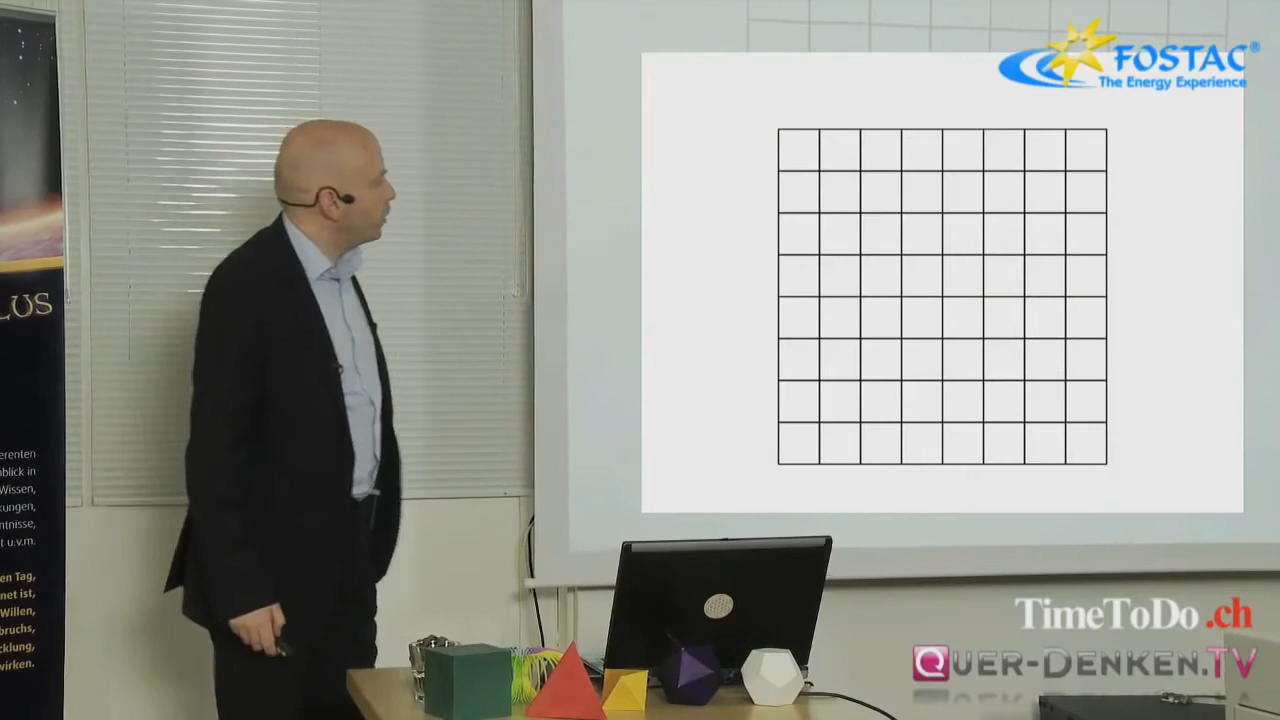 FOSTAC®
The Energy Experience
LUS
erenten
blick in
Wissen,
kungen,
ntnisse,
t u.v.m.
en Tag,
net ist,
Willen,
bruchs,
cklung,
wirken.
TimeToDo.ch
QUER-DENKEN.TV